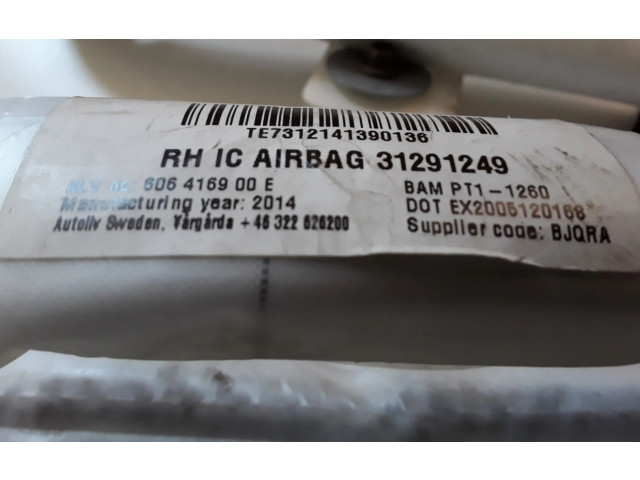 TE7312141390136
RH IC AIRBAG 31291249
no: 606 4169 00 E
BAM PT1-1260
Manufacturing year: 2014
DOT EX2005120168
Autoliv Sweden, Vårgårda + 46 322 626200
Supplier code: BJQRA